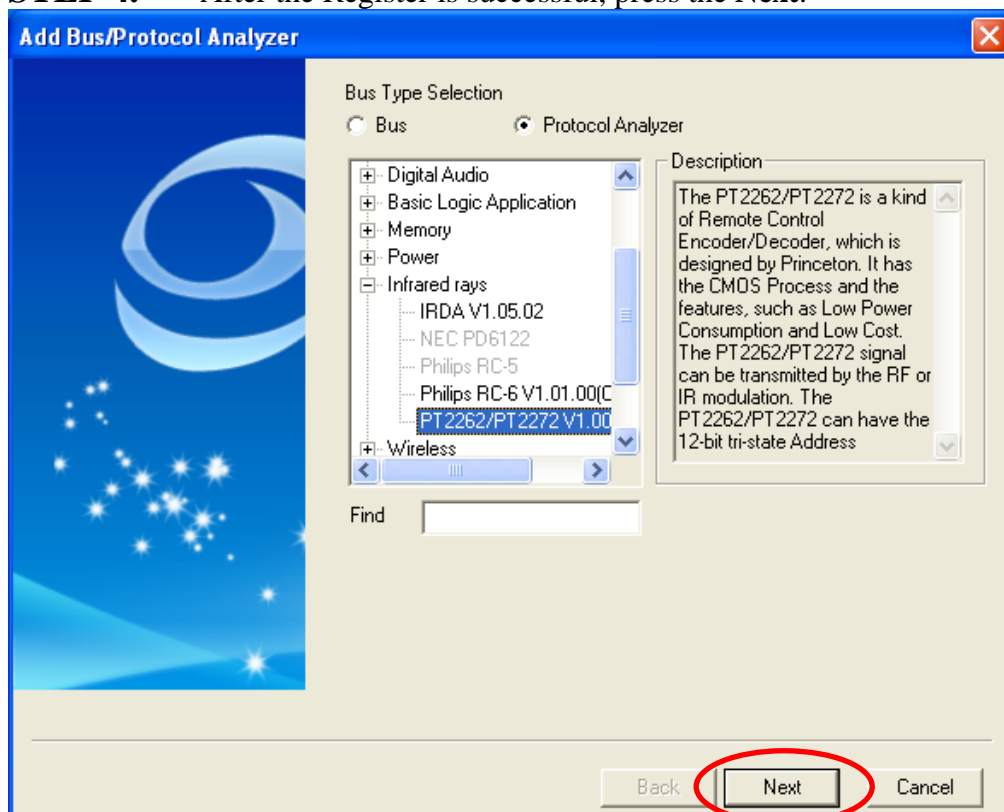 STEP 4. After the Register is successful, press the Next.
Add Bus/Protocol Analyzer
Bus Type Selection
Bus Protocol Analyzer
Digital Audio
Basic Logic Application
Memory
Power
Infrared rays
IRDA V1.05.02
NEC PD6122
Philips RC-5
Philips RC-6 V1.01.00(C
PT2262/PT2272 V1.00
Wireless
Description
The PT2262/PT2272 is a kind
of Remote Control
Encoder/Decoder, which is
designed by Princeton. It has
the CMOS Process and the
features, such as Low Power
Consumption and Low Cost.
The PT2262/PT2272 signal
can be transmitted by the RF or
IR modulation. The
PT2262/PT2272 can have the
12-bit tri-state Address
Find
Back Next Cancel